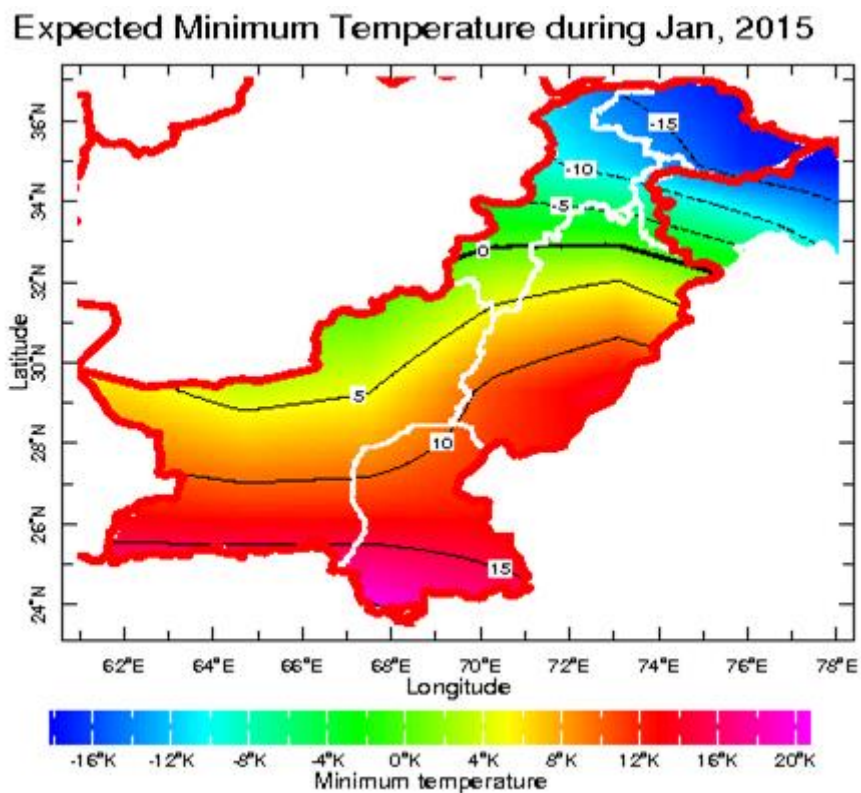 Expected Minimum Temperature during Jan, 2015
36°N
34°N
32°N
30°N
28°N
26°N
24°N
Latitude
-15
-10
-5
0
5
10
15
62°E 64°E 66°E 68°E 70°E 72°E 74°E 76°E 78°E
Longitude
-16°K -12°K -8°K -4°K 0°K 4°K 8°K 12°K 16°K 20°K
Minimum temperature